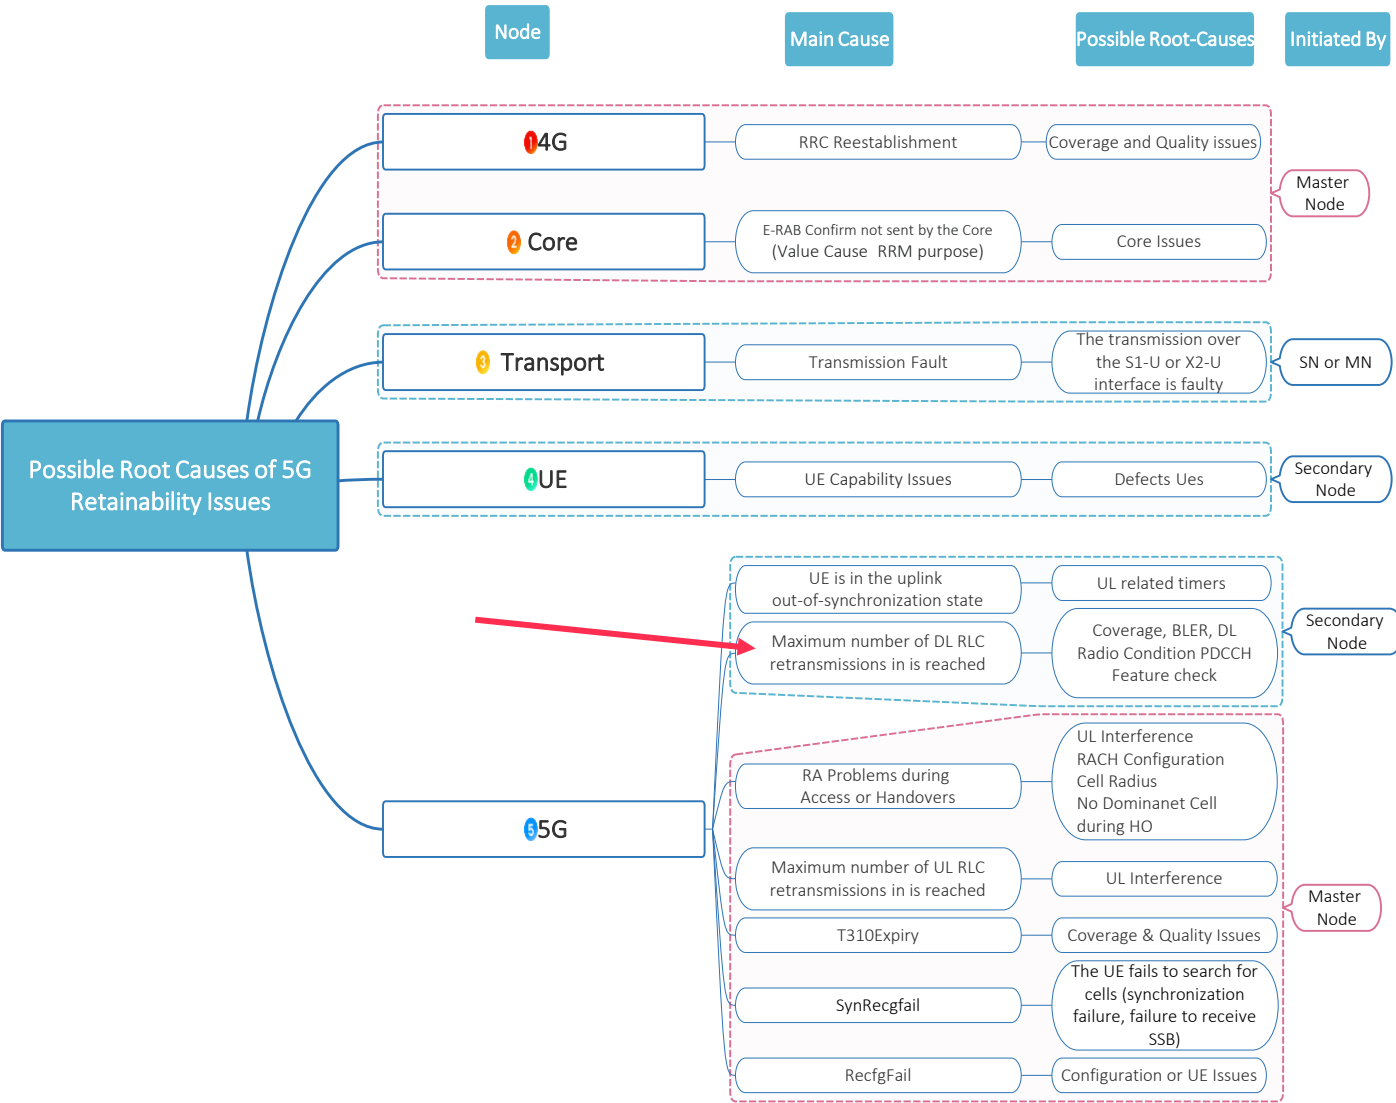 Node
Main Cause
Possible Root-Causes
Initiated By
Possible Root Causes of 5G
Retainability Issues
1 4G
RRC Reestablishment
Coverage and Quality issues
2 Core
E-RAB Confirm not sent by the Core
(Value Cause RRM purpose)
Core Issues
Master
Node
3 Transport
Transmission Fault
The transmission over
the S1-U or X2-U
interface is faulty
SN or MN
4 UE
UE Capability Issues
Defects Ues
Secondary
Node
5 5G
UE is in the uplink
out-of-synchronization state
UL related timers
Maximum number of DL RLC
retransmissions in is reached
Coverage, BLER, DL
Radio Condition PDCCH
Feature check
Secondary
Node
RA Problems during
Access or Handovers
UL Interference
RACH Configuration
Cell Radius
No Dominanet Cell
during HO
Maximum number of UL RLC
retransmissions in is reached
UL Interference
T310Expiry
Coverage & Quality Issues
SynRecgfail
The UE fails to search for
cells (synchronization
failure, failure to receive
SSB)
RecfgFail
Configuration or UE Issues
Master
Node